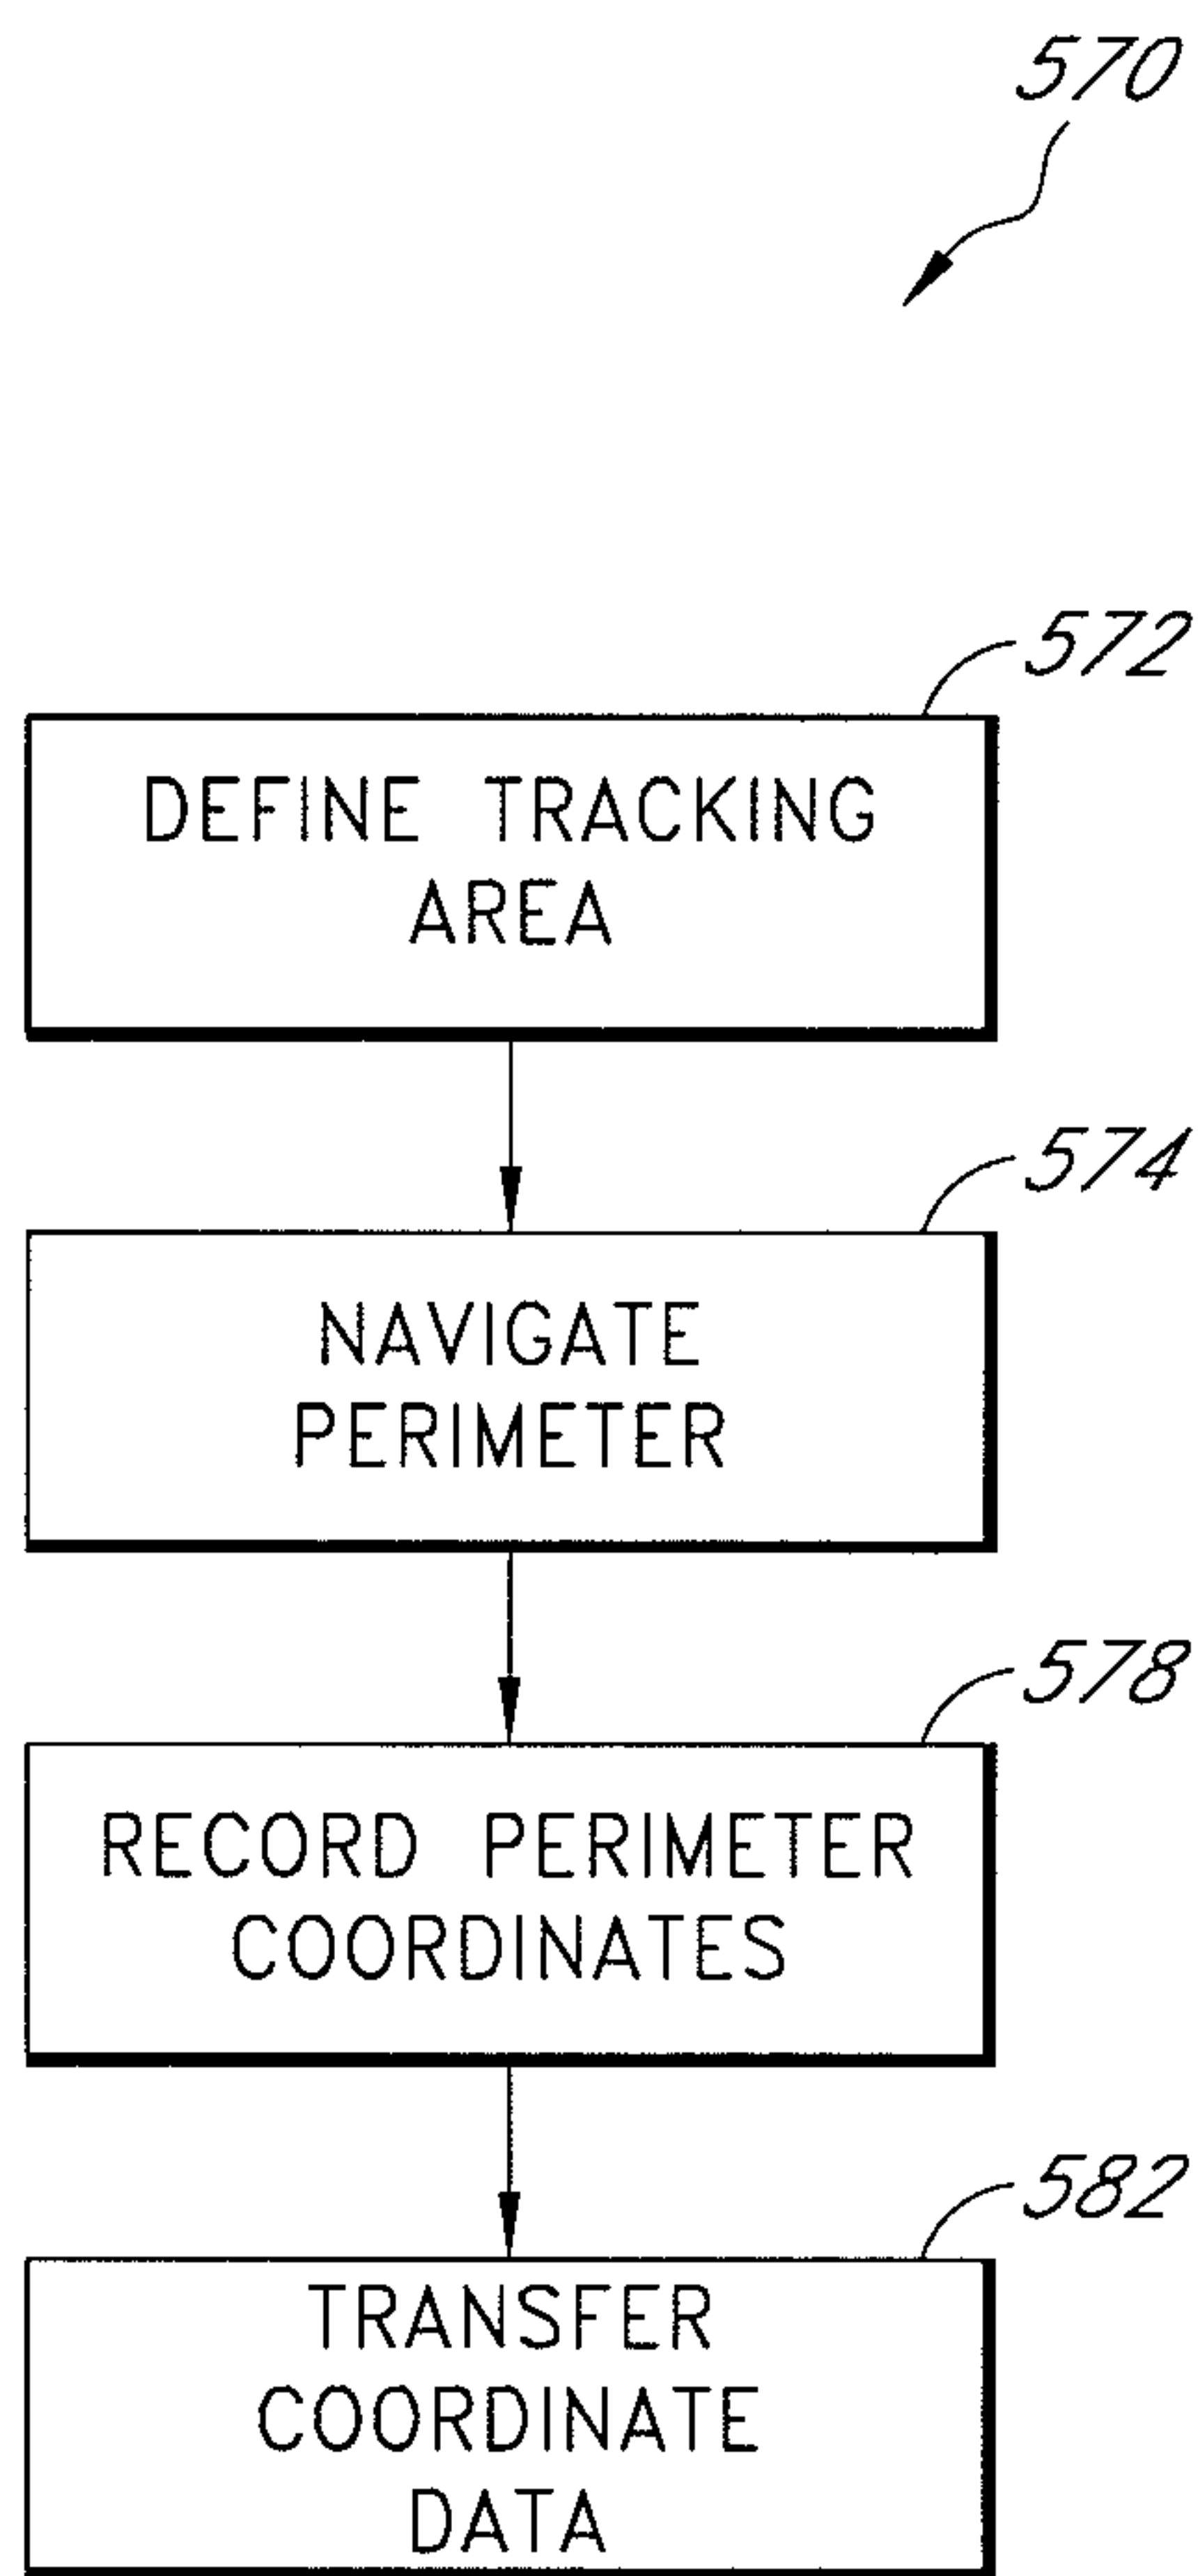 570
572
DEFINE TRACKING
AREA
574
NAVIGATE
PERIMETER
578
RECORD PERIMETER
COORDINATES
582
TRANSFER
COORDINATE
DATA